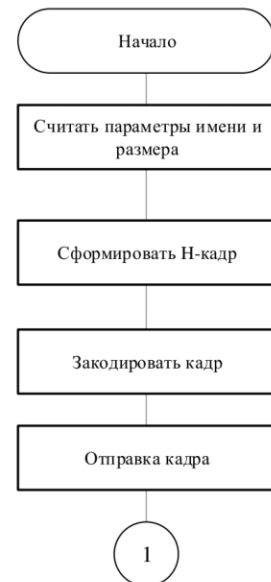 Начало
Считать параметры имени и
размера
Сформировать Н-кадр
Закодировать кадр
Отправка кадра
1